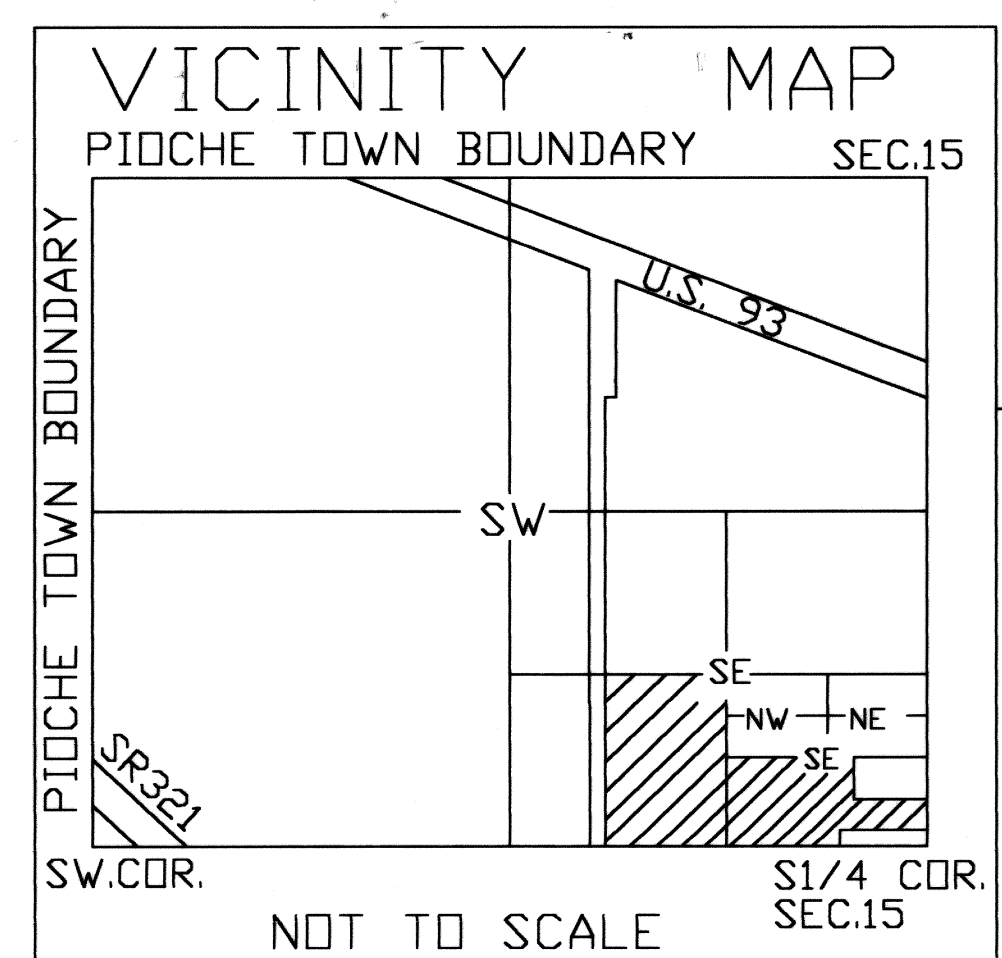 VICINITY MAP
PIOCHE TOWN BOUNDARY
SEC.15
PIOCHE TOWN BOUNDARY
U.S. 93
SW
SE
NW
NE
SE
SR321
SW.COR.
S1/4 COR.
SEC.15
NOT TO SCALE